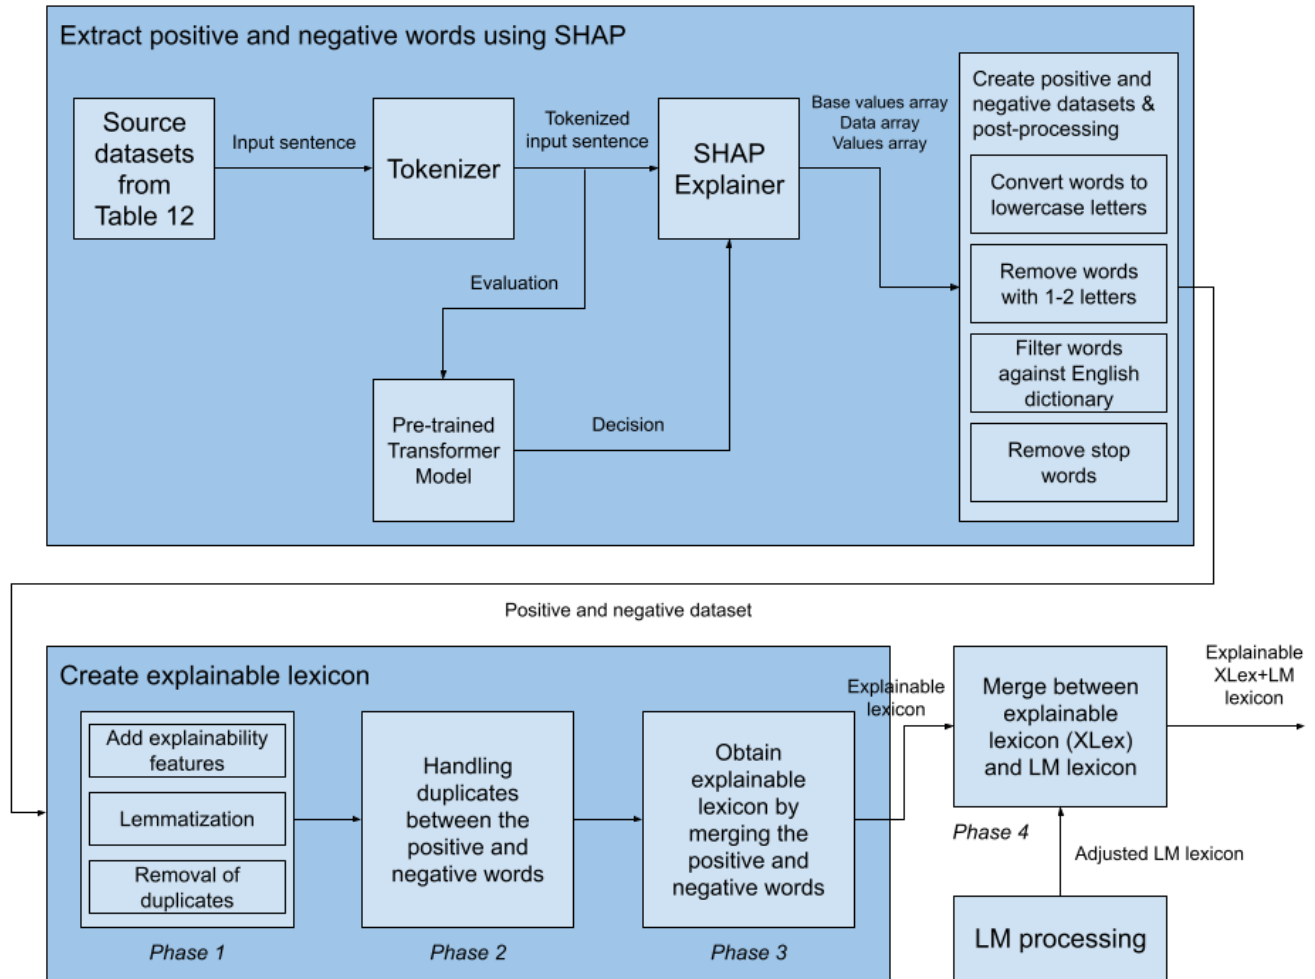 Extract positive and negative words using SHAP
Source
datasets
from
Table 12
Input sentence
Tokenizer
Tokenized
input sentence
SHAP
Explainer
Base values array
Data array
Values array
Create positive and
negative datasets &
post-processing
Convert words to
lowercase letters
Remove words
with 1-2 letters
Filter words
against English
dictionary
Remove stop
words
Evaluation
Pre-trained
Transformer
Model
Decision
Positive and negative dataset
Create explainable lexicon
Add explainability
features
Lemmatization
Removal of
duplicates
Phase 1
Handling
duplicates
between the
positive and
negative words
Phase 2
Obtain
explainable
lexicon by
merging the
positive and
negative words
Phase 3
Explainable
lexicon
Merge between
explainable
lexicon (XLex)
and LM lexicon
Phase 4
Explainable
XLex+LM
lexicon
Adjusted LM lexicon
LM processing